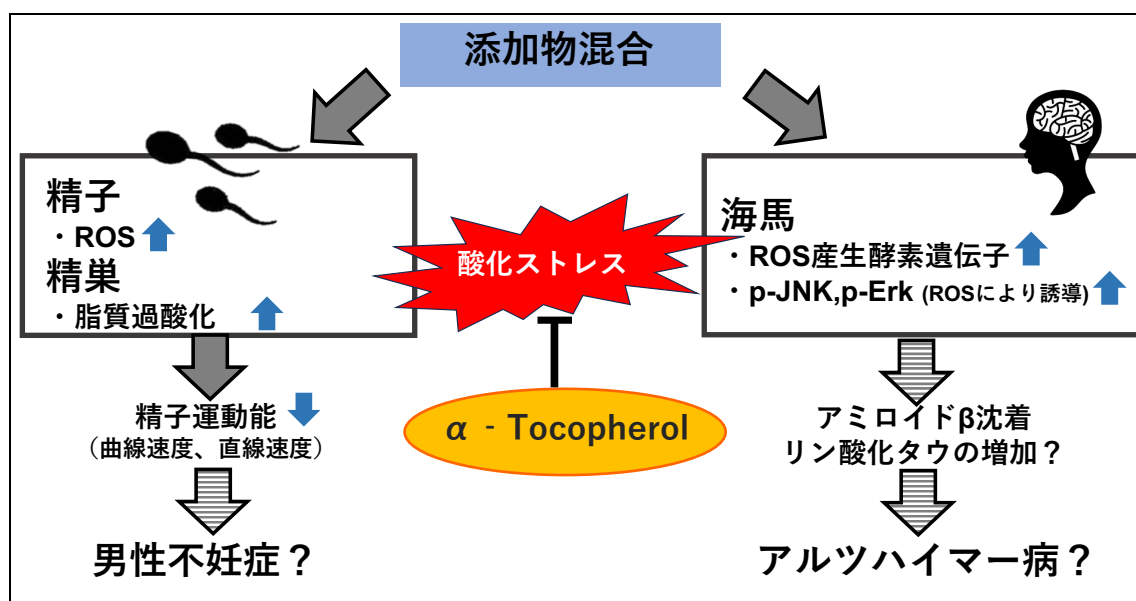 添加物混合
精子
・ROS
精巣
・脂質過酸化
精子運動能
（曲線速度、直線速度）
男性不妊症？
酸化ストレス
α‐Tocopherol
海馬
・ROS産生酵素遺伝子
・p-JNK,p-Erk (ROSにより誘導)
アミロイドβ沈着
リン酸化タウの増加？
アルツハイマー病？